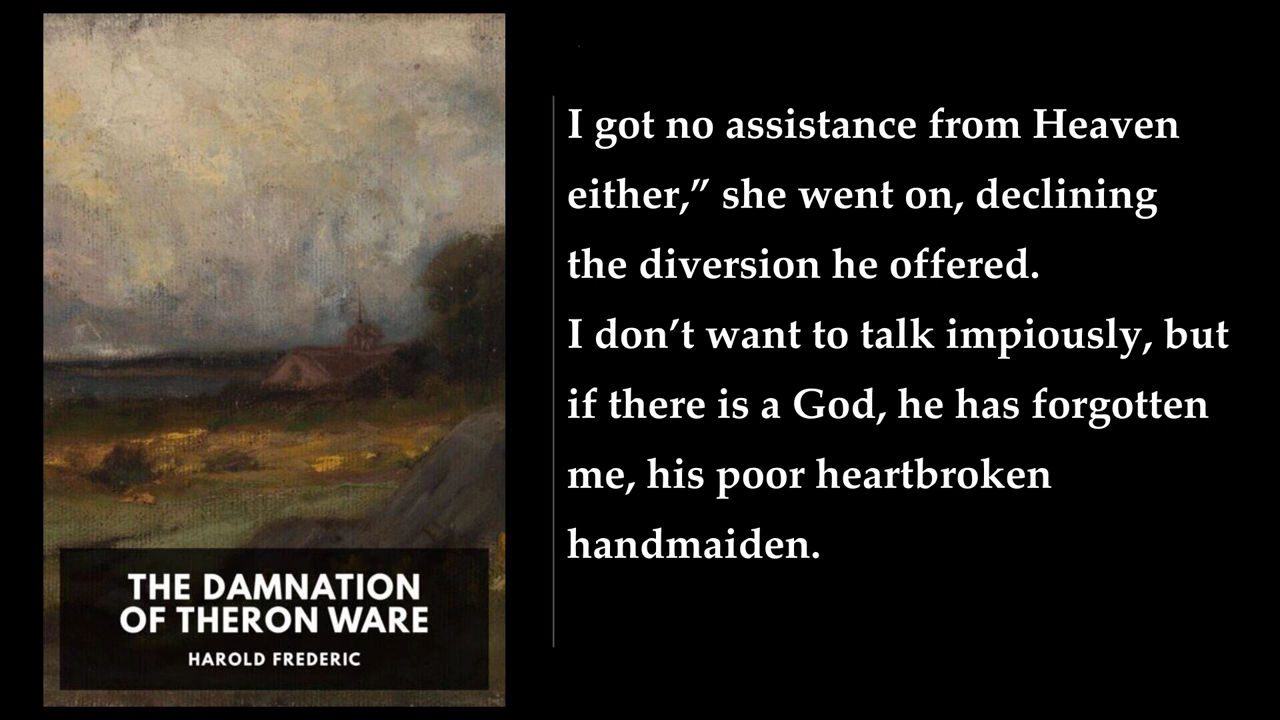 THE DAMNATION
OF THERON WARE
HAROLD FREDERIC
I got no assistance from Heaven
either,” she went on, declining
the diversion he offered.
I don’t want to talk impiously, but
if there is a God, he has forgotten
me, his poor heartbroken
handmaiden.